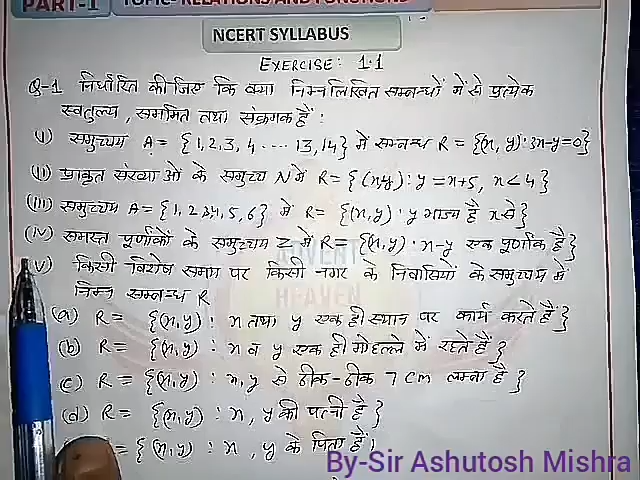 PART-1 TOPIC- RELATIONS AND FUNCTIONS
NCERT SYLLABUS
EXERCISE: 1.1
Q-1 निर्धारित कीजिए कि क्या निम्नलिखित सम्बन्धों में से प्रत्येक
स्वतुल्य, सममित तथा संक्रामक हैं:
(i) समुच्चय A = {1,2,3, 4 ... 13,14} में सम्बन्ध R = {(x, y): 3x-y=0}
(ii) प्राकृत संख्याओं के समुच्च N में R = {(x,y): y = x+5, x<4}
(iii) समुच्चय A = {1,2,3,4,5,6} में R = {(x,y): y भाज्य है x से}
(iv) समस्त पूर्णांकों के समुच्चय Z में R = {(x,y): x-y एक पूर्णांक है}
(v) किसी विशेष समय पर किसी नगर के निवासियों के समुच्चय में
निम्न सम्बन्ध R
(a) R = {(x,y) : x तथा y एक ही स्थान पर कार्य करते हैं}
(b) R = {(x,y) : x व y एक ही मोहल्ले में रहते हैं}
(c) R = {(x,y) : x, y से ठीक-ठीक 7 cm लम्बा है}
(d) R = {(x,y) : x, y की पत्नी है}
= {(x,y) : x, y के पिता हैं।
By-Sir Ashutosh Mishra